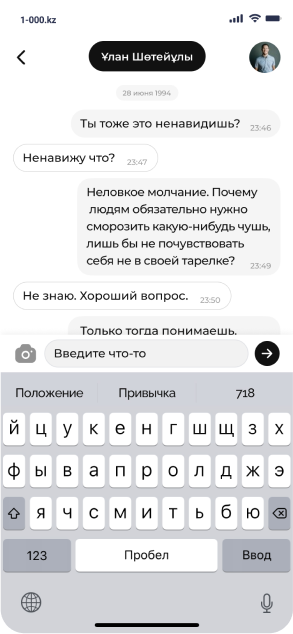 1-000.kz
Ұлан Шөтейұлы
28 июня 1994
Ты тоже это ненавидишь?
23:46
Ненавижу что?
23:47
Неловкое молчание. Почему
людям обязательно нужно
сморозить какую-нибудь чушь,
лишь бы не почувствовать
себя не в своей тарелке?
23:49
Не знаю. Хороший вопрос.
23:50
Только тогда понимаешь,
Введите что-то
Положение Привычка 718
й ц у к е н г ш щ з х
ф ы в а п р о л д ж э
я ч с м и т ь б ю
123 Пробел Ввод